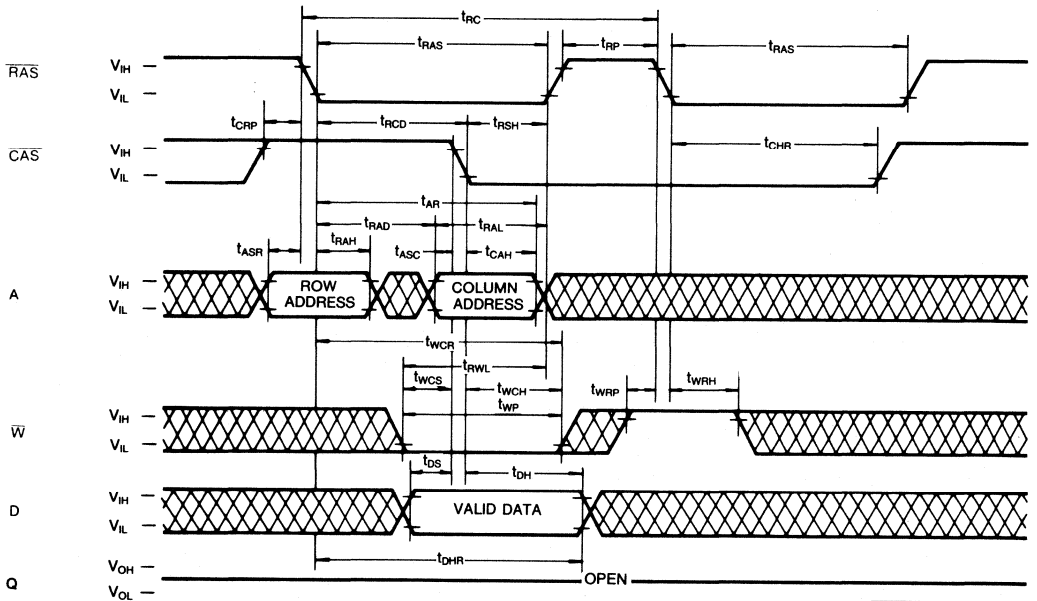 tRC
tRAS tRP tRAS
RAS VIH —
VIL —
tCRP tRCD tRSH
CAS VIH —
VIL —
tCHR
tAR
tRAD tRAL
tASR tRAH tASC tCAH
A VIH —
VIL —
ROW ADDRESS
COLUMN ADDRESS
tWCR
tRWL
tWCS tWCH tWRP tWRH
tWP
W VIH —
VIL —
tDS tDH
D VIH —
VIL —
VALID DATA
tDHR
Q VOH —
VOL —
OPEN